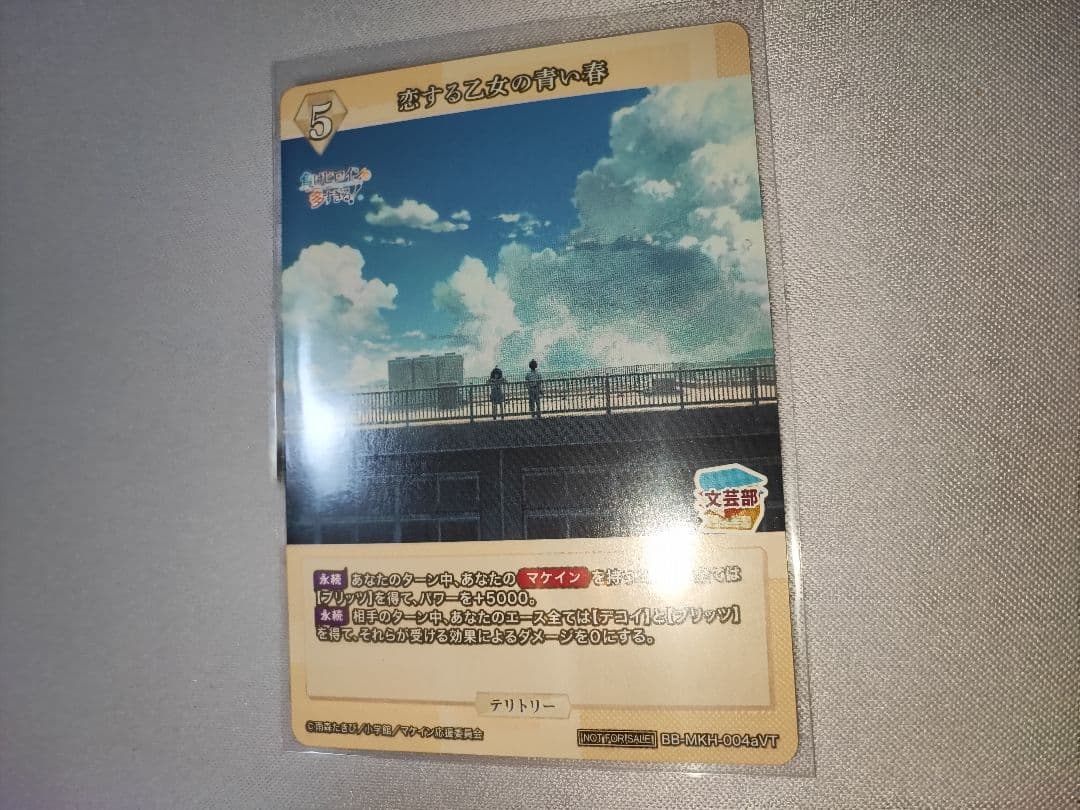 5
恋する乙女の青い春
負けヒロインが
多すぎる!
文芸部
永続 あなたのターン中、あなたの マケイン を持 ては
【ブリッツ】を得て、パワーを+5000。
永続 相手のターン中、あなたのエース全ては【デコイ】と【ブリッツ】
を得て、それらが受ける効果によるダメージを0にする。
テリトリー
©雨森たきび/小学館/マケイン応援委員会
NOT FOR SALE BB-MKH-004aVT